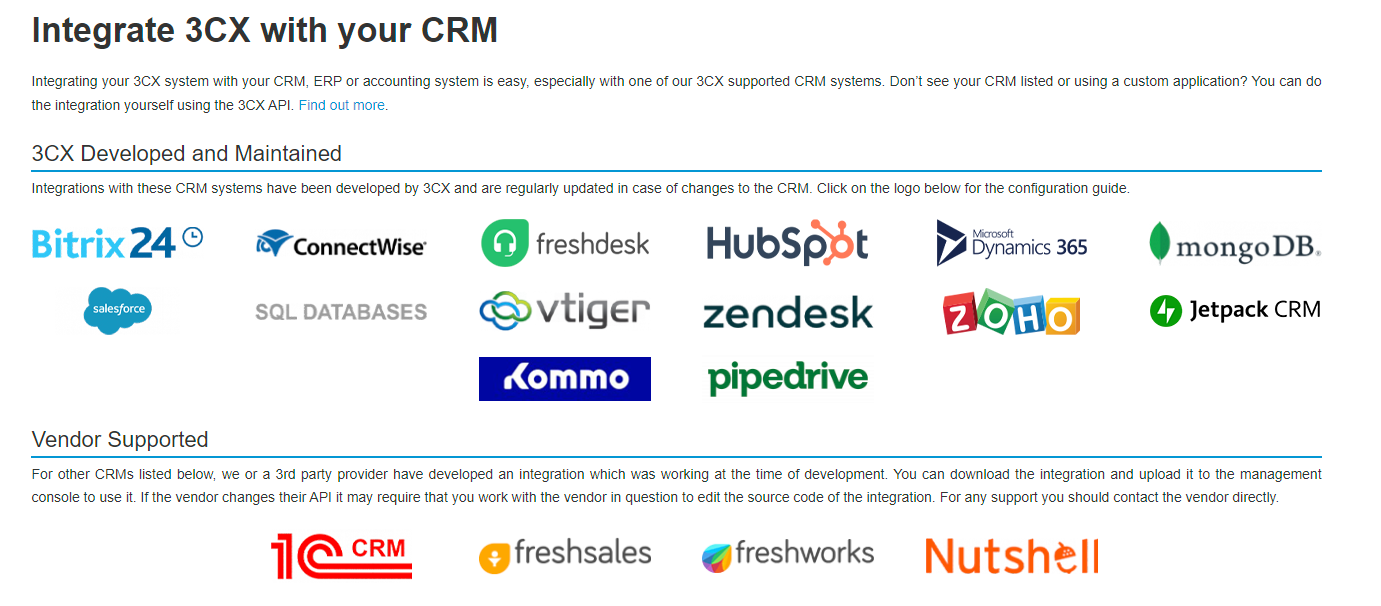 Integrate 3CX with your CRM
Integrating your 3CX system with your CRM, ERP or accounting system is easy, especially with one of our 3CX supported CRM systems. Don’t see your CRM listed or using a custom application? You can do
the integration yourself using the 3CX API. Find out more.
3CX Developed and Maintained
Integrations with these CRM systems have been developed by 3CX and are regularly updated in case of changes to the CRM. Click on the logo below for the configuration guide.
Bitrix 24 ConnectWise freshdesk HubSpot Microsoft Dynamics 365 mongoDB®
salesforce SQL DATABASES vtiger zendesk ZOHO Jetpack CRM
Kommo pipedrive
Vendor Supported
For other CRMs listed below, we or a 3rd party provider have developed an integration which was working at the time of development. You can download the integration and upload it to the management
console to use it. If the vendor changes their API it may require that you work with the vendor in question to edit the source code of the integration. For any support you should contact the vendor directly.
1C CRM freshsales freshworks Nutshell